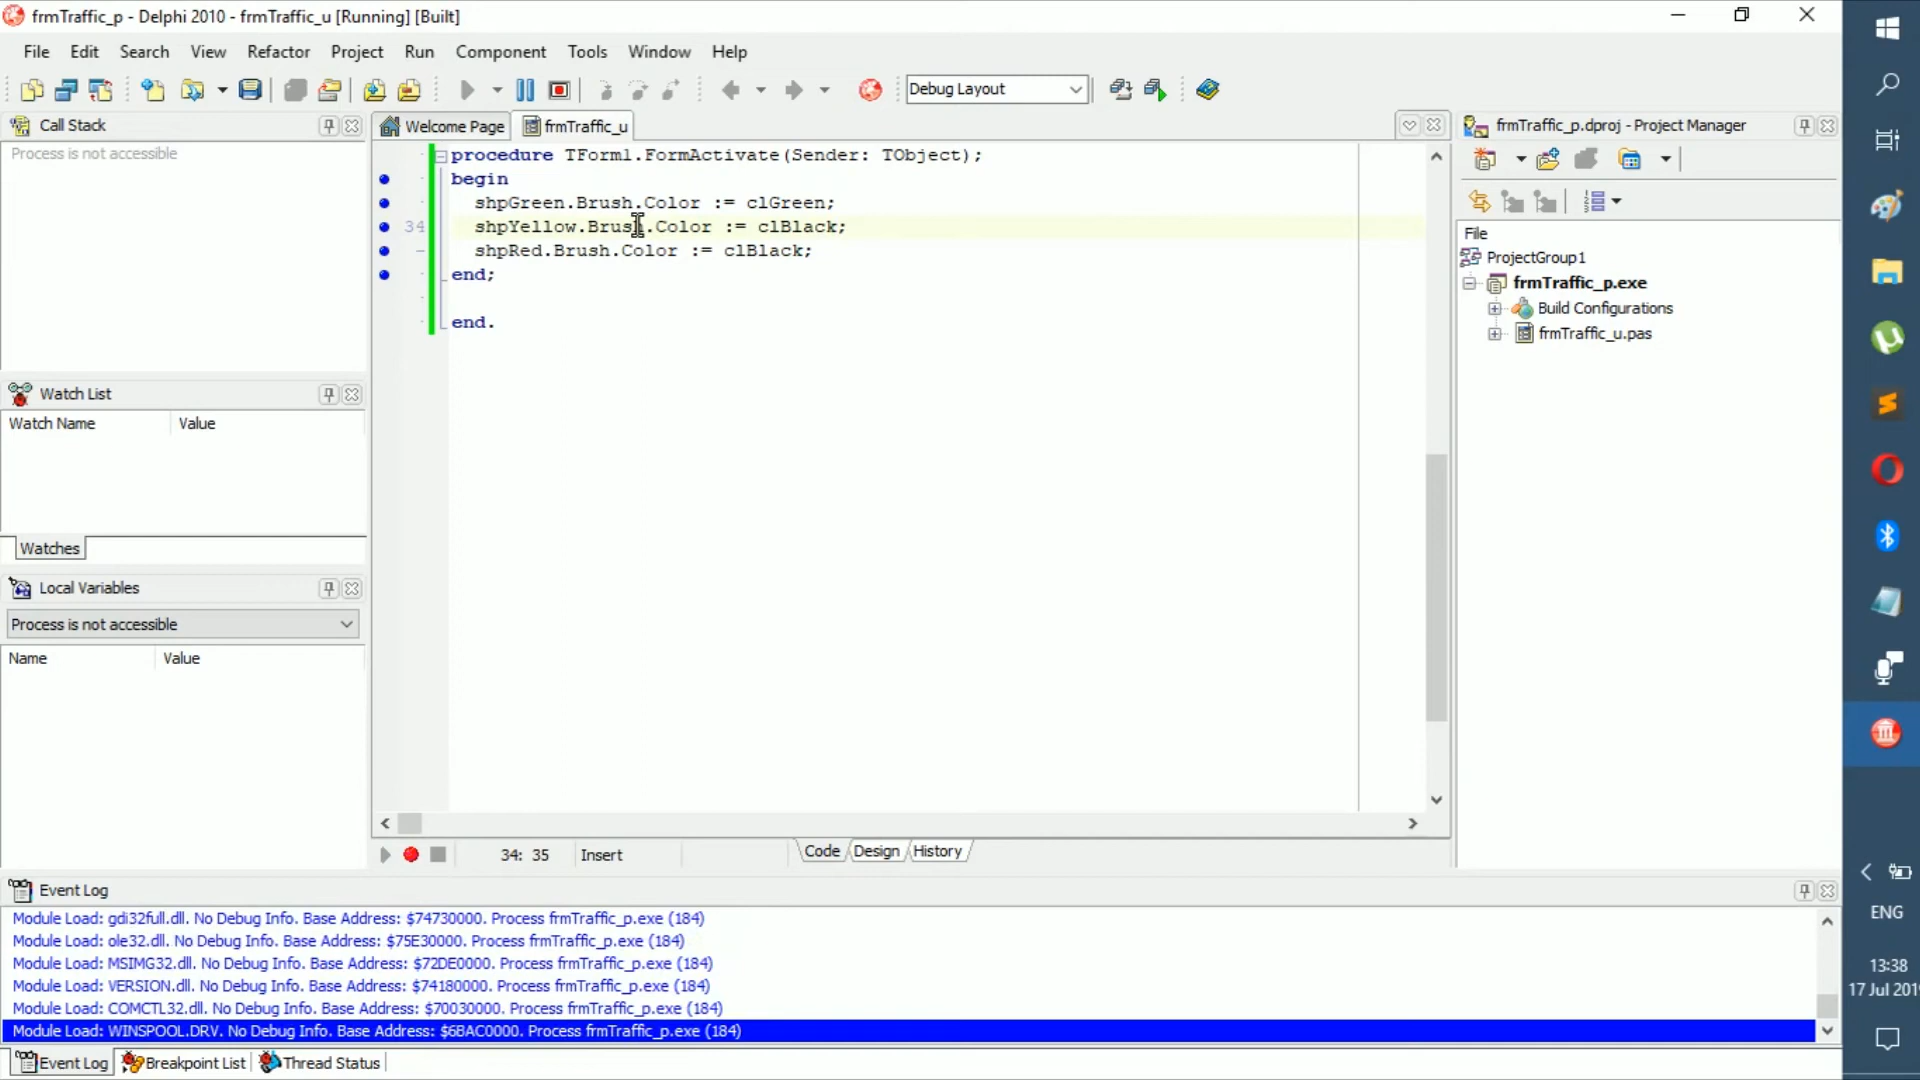 frmTraffic_p - Delphi 2010 - frmTraffic_u [Running] [Built]
File Edit Search View Refactor Project Run Component Tools Window Help
Debug Layout
Call Stack
Process is not accessible
Watch List
Watch Name Value
Watches
Local Variables
Process is not accessible
Name Value
Welcome Page frmTraffic_u
procedure TForm1.FormActivate(Sender: TObject);
begin
shpGreen.Brush.Color := clGreen;
34 shpYellow.Brush.Color := clBlack;
shpRed.Brush.Color := clBlack;
end;
end.
34: 35 Insert Code Design History
frmTraffic_p.dproj - Project Manager
File
ProjectGroup1
frmTraffic_p.exe
Build Configurations
frmTraffic_u.pas
Event Log
Module Load: gdi32full.dll. No Debug Info. Base Address: $74730000. Process frmTraffic_p.exe (184)
Module Load: ole32.dll. No Debug Info. Base Address: $75E30000. Process frmTraffic_p.exe (184)
Module Load: MSIMG32.dll. No Debug Info. Base Address: $72DE0000. Process frmTraffic_p.exe (184)
Module Load: VERSION.dll. No Debug Info. Base Address: $74180000. Process frmTraffic_p.exe (184)
Module Load: COMCTL32.dll. No Debug Info. Base Address: $70030000. Process frmTraffic_p.exe (184)
Module Load: WINSPOOL.DRV. No Debug Info. Base Address: $6BAC0000. Process frmTraffic_p.exe (184)
Event Log Breakpoint List Thread Status
ENG
13:38
17 Jul 201